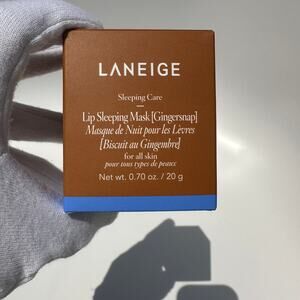 LANEIGE
Sleeping Care
Lip Sleeping Mask [Gingersnap]
Masque de Nuit pour les Lèvres
[Biscuit au Gingembre]
for all skin
pour tous types de peaux
Net wt. 0.70 oz. / 20 g